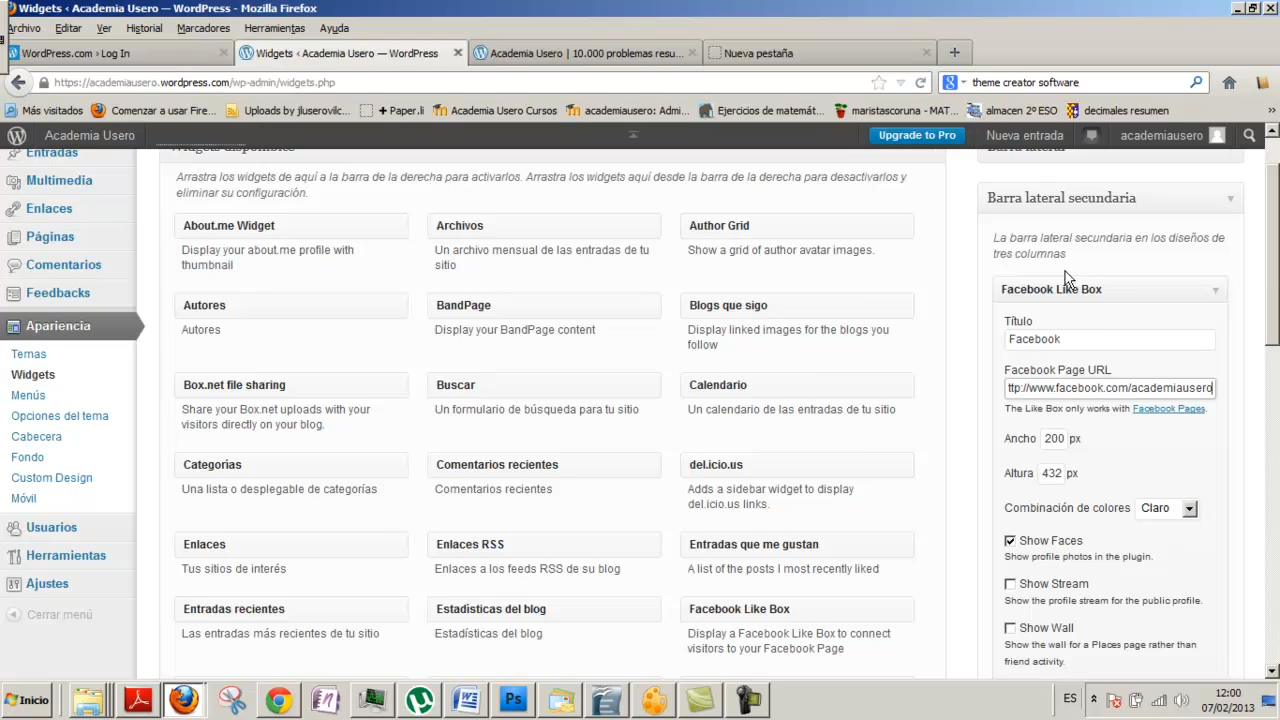 Widgets ‹ Academia Usero — WordPress - Mozilla Firefox
Archivo Editar Ver Historial Marcadores Herramientas Ayuda
WordPress.com › Log In
Widgets ‹ Academia Usero — WordPress
Academia Usero | 10.000 problemas resu...
Nueva pestaña
https://academiausero.wordpress.com/wp-admin/widgets.php
theme creator software
Más visitados Comenzar a usar Fire... Uploads by jluserovilc... + Paper.li Academia Usero Cursos academiausero: Admi... Ejercicios de matemát... maristascoruna - MAT... almacen 2º ESO decimales resumen
Academia Usero Upgrade to Pro Nueva entrada academiausero
Entradas
Multimedia
Enlaces
Páginas
Comentarios
Feedbacks
Apariencia
Temas
Widgets
Menús
Opciones del tema
Cabecera
Fondo
Custom Design
Móvil
Usuarios
Herramientas
Ajustes
Cerrar menú
Widgets disponible
Arrastra los widgets de aquí a la barra de la derecha para activarlos. Arrastra los widgets aquí desde la barra de la derecha para desactivarlos y
eliminar su configuración.
About.me Widget
Display your about.me profile with
thumbnail
Archivos
Un archivo mensual de las entradas de tu
sitio
Author Grid
Show a grid of author avatar images.
Autores
Autores
BandPage
Display your BandPage content
Blogs que sigo
Display linked images for the blogs you
follow
Box.net file sharing
Share your Box.net uploads with your
visitors directly on your blog.
Buscar
Un formulario de búsqueda para tu sitio
Calendario
Un calendario de las entradas de tu sitio
Categorías
Una lista o desplegable de categorías
Comentarios recientes
Comentarios recientes
del.icio.us
Adds a sidebar widget to display
del.icio.us links.
Enlaces
Tus sitios de interés
Enlaces RSS
Enlaces a los feeds RSS de su blog
Entradas que me gustan
A list of the posts I most recently liked
Entradas recientes
Las entradas más recientes de tu sitio
Estadísticas del blog
Estadísticas del blog
Facebook Like Box
Display a Facebook Like Box to connect
visitors to your Facebook Page
Barra lateral
Barra lateral secundaria
La barra lateral secundaria en los diseños de
tres columnas
Facebook Like Box
Título
Facebook
Facebook Page URL
ttp://www.facebook.com/academiausero
The Like Box only works with Facebook Pages.
Ancho 200 px
Altura 432 px
Combinación de colores Claro
Show Faces
Show profile photos in the plugin.
Show Stream
Show the profile stream for the public profile.
Show Wall
Show the wall for a Places page rather than
friend activity.
Inicio
Ps
ES
12:00
07/02/2013